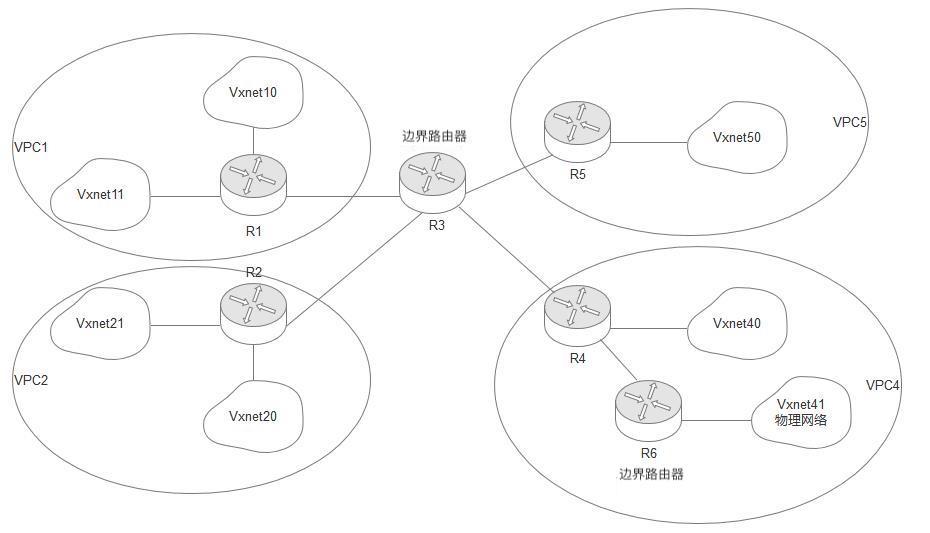 Vxnet10
VPC1
Vxnet11
R1
边界路由器
R3
R5
Vxnet50
VPC5
R2
Vxnet21
VPC2
Vxnet20
R4
Vxnet40
VPC4
R6
边界路由器
Vxnet41
物理网络